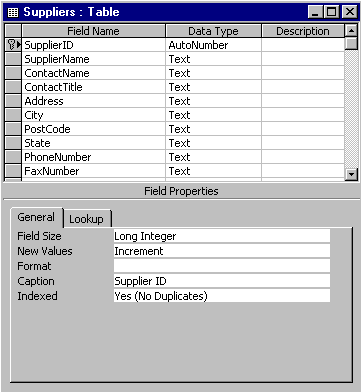 Suppliers : Table
Field Name Data Type Description
SupplierID AutoNumber
SupplierName Text
ContactName Text
ContactTitle Text
Address Text
City Text
PostCode Text
State Text
PhoneNumber Text
FaxNumber Text
Field Properties
General Lookup
Field Size Long Integer
New Values Increment
Format
Caption Supplier ID
Indexed Yes (No Duplicates)